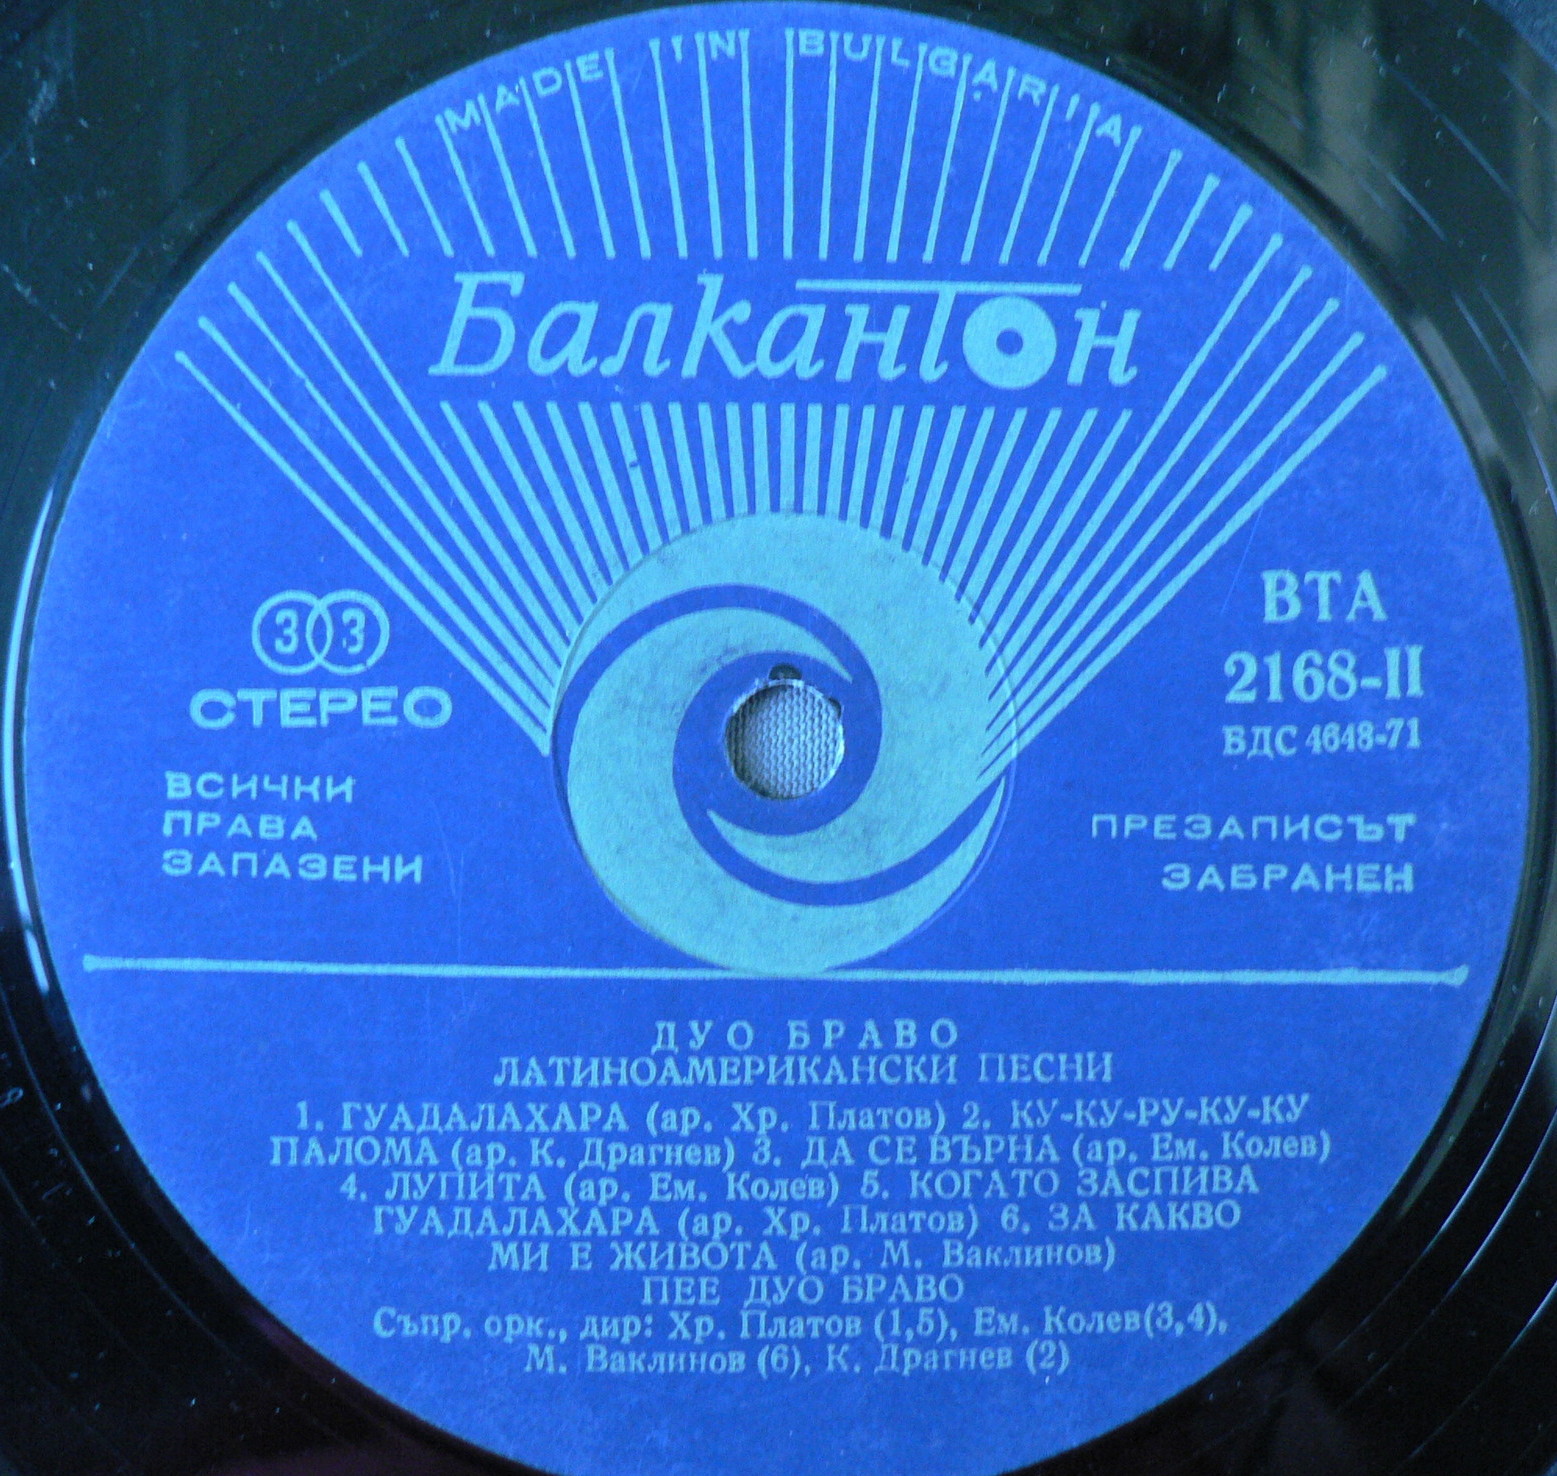 MADE IN BULGARIA
Балкантон
33
СТЕРЕО
ВСИЧКИ
ПРАВА
ЗАПАЗЕНИ
ВТА
2168-II
БДС 4648-71
ПРЕЗАПИСЪТ
ЗАБРАНЕН
ДУО БРАВО
ЛАТИНОАМЕРИКАНСКИ ПЕСНИ
1. ГУАДАЛАХАРА (ар. Хр. Платов) 2. КУ-КУ-РУ-КУ-КУ
ПАЛОМА (ар. К. Драгнев) 3. ДА СЕ ВЪРНА (ар. Ем. Колев)
4. ЛУПИТА (ар. Ем. Колев) 5. КОГАТО ЗАСПИВА
ГУАДАЛАХАРА (ар. Хр. Платов) 6. ЗА КАКВО
МИ Е ЖИВОТА (ар. М. Ваклинов)
ПЕЕ ДУО БРАВО
Съпр. орк., дир: Хр. Платов (1,5), Ем. Колев(3,4),
М. Ваклинов (6), К. Драгнев (2)